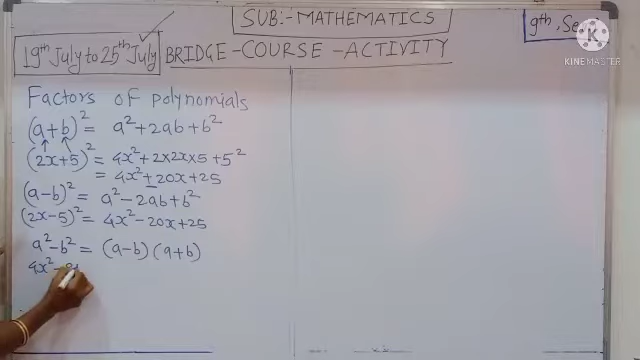 SUB:- MATHEMATICS
9th, Se
KINEMASTER
19th July to 25th July BRIDGE-COURSE-ACTIVITY
Factors of polynomials
(a+b)² = a²+2ab+b²
(2x+5)² = 4x²+2×2x×5+5²
= 4x²+20x+25
(a-b)² = a²-2ab+b²
(2x-5)² = 4x²-20x+25
a²-b² = (a-b) (a+b)
4x²-